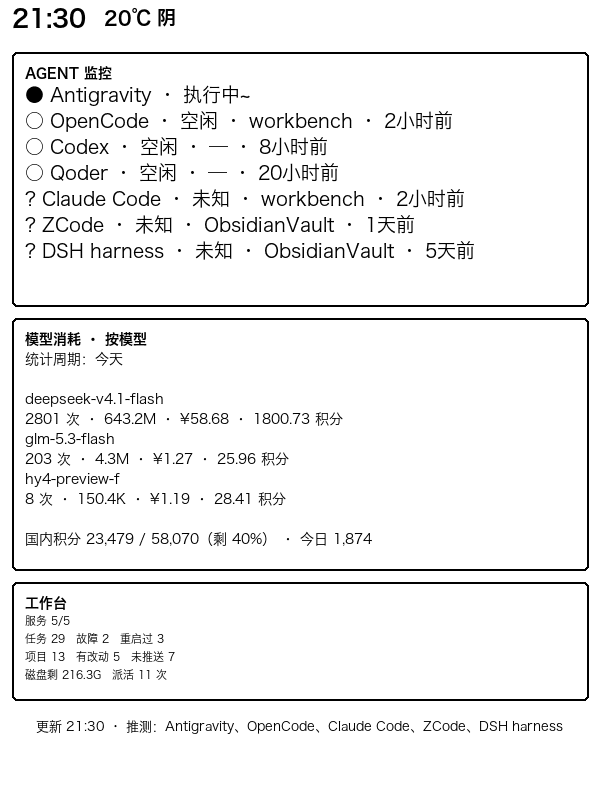 21:30 20℃ 阴
AGENT 监控
● Antigravity · 执行中~
○ OpenCode · 空闲 · workbench · 2小时前
○ Codex · 空闲 · — · 8小时前
○ Qoder · 空闲 · — · 20小时前
? Claude Code · 未知 · workbench · 2小时前
? ZCode · 未知 · ObsidianVault · 1天前
? DSH harness · 未知 · ObsidianVault · 5天前
模型消耗 · 按模型
统计周期：今天
deepseek-v4.1-flash
2801 次 · 643.2M · ¥58.68 · 1800.73 积分
glm-5.3-flash
203 次 · 4.3M · ¥1.27 · 25.96 积分
hy4-preview-f
8 次 · 150.4K · ¥1.19 · 28.41 积分
国内积分 23,479 / 58,070（剩 40%） · 今日 1,874
工作台
服务 5/5
任务 29 故障 2 重启过 3
项目 13 有改动 5 未推送 7
磁盘剩 216.3G 派活 11 次
更新 21:30 · 推测：Antigravity、OpenCode、Claude Code、ZCode、DSH harness